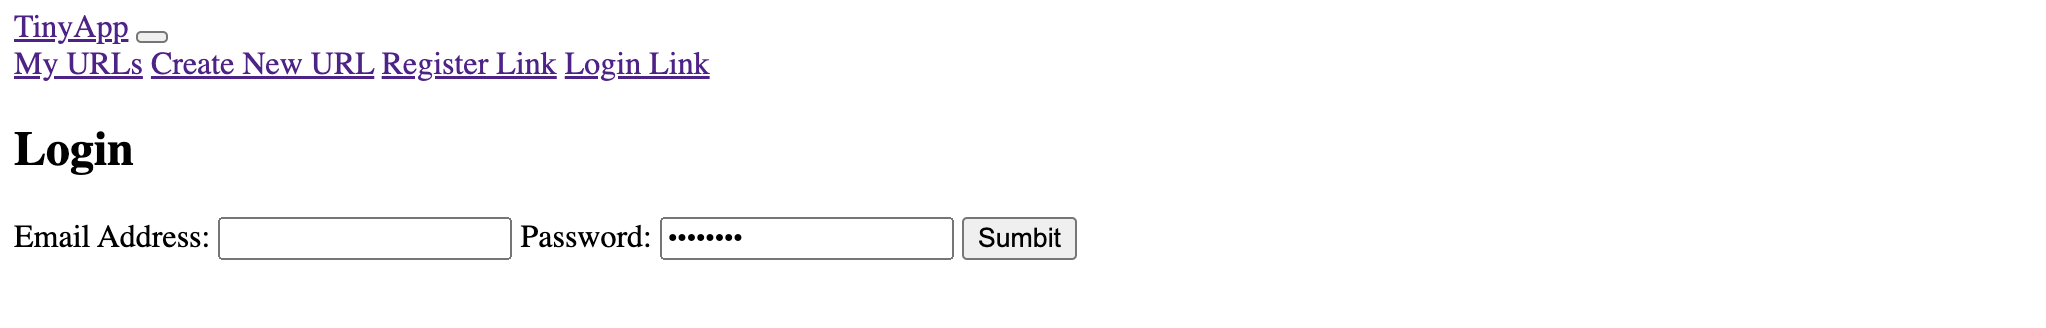 TinyApp
My URLs Create New URL Register Link Login Link
Login
Email Address: Password: •••••••• Sumbit